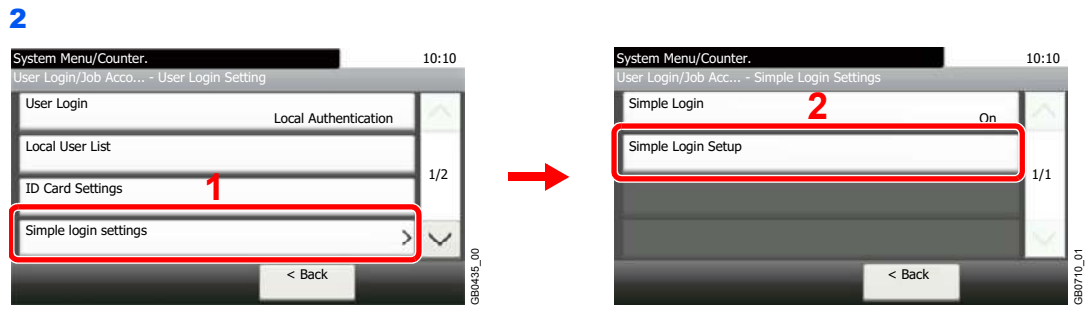 2
System Menu/Counter. 10:10
User Login/Job Acco... - User Login Setting
User Login
Local Authentication
Local User List
1/2
ID Card Settings
1
Simple login settings >
< Back
GB0435_00
System Menu/Counter. 10:10
User Login/Job Acc... - Simple Login Settings
Simple Login
2
On
Simple Login Setup
1/1
< Back
GB0710_01